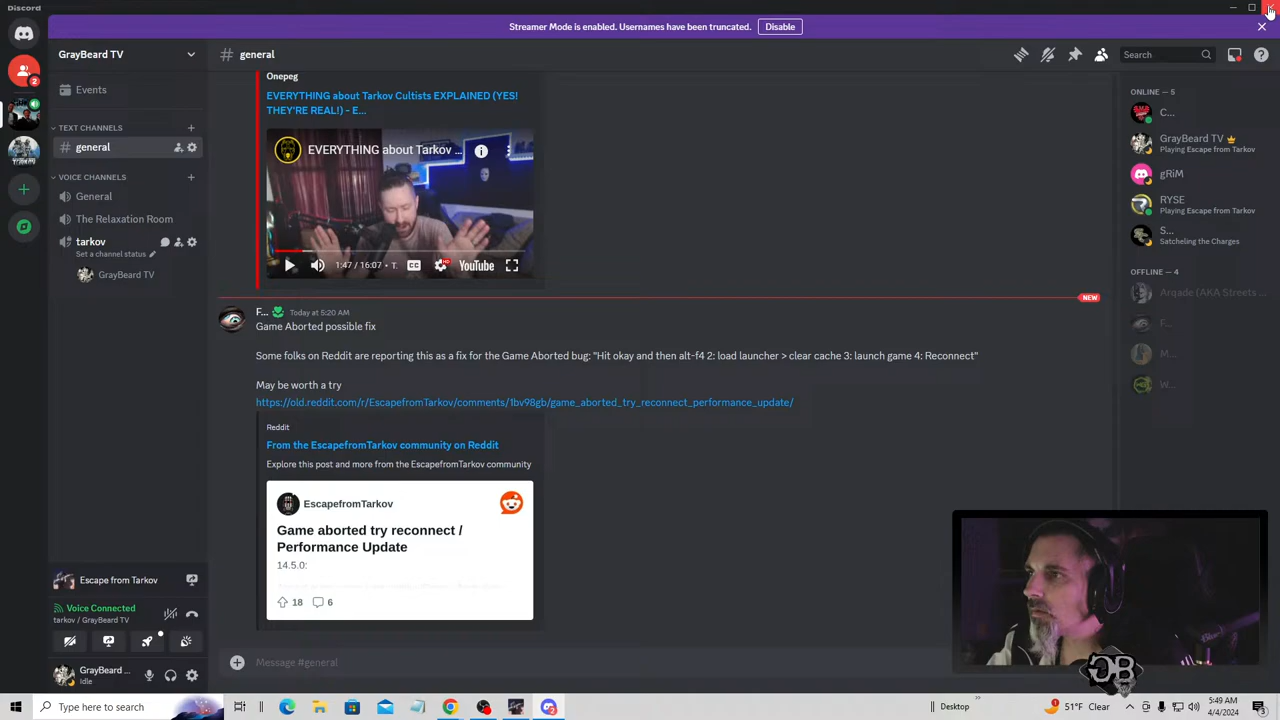 Discord
Streamer Mode is enabled. Usernames have been truncated.
Disable
GrayBeard TV
Events
TEXT CHANNELS
general
VOICE CHANNELS
General
The Relaxation Room
tarkov
Set a channel status
GrayBeard TV
Escape from Tarkov
Voice Connected
tarkov / GrayBeard TV
GrayBeard ...
Idle
general
Search
Onepeg
EVERYTHING about Tarkov Cultists EXPLAINED (YES!
THEY'RE REAL!) - E...
EVERYTHING about Tarkov ...
1:47 / 16:07 • T.
CC
HD
YouTube
NEW
F... Today at 5:20 AM
Game Aborted possible fix
Some folks on Reddit are reporting this as a fix for the Game Aborted bug: "Hit okay and then alt-f4 2: load launcher > clear cache 3: launch game 4: Reconnect"
May be worth a try
https://old.reddit.com/r/EscapefromTarkov/comments/1bv98gb/game_aborted_try_reconnect_performance_update/
Reddit
From the EscapefromTarkov community on Reddit
Explore this post and more from the EscapefromTarkov community
EscapefromTarkov
Game aborted try reconnect /
Performance Update
14.5.0:
18 6
Message #general
ONLINE — 5
C...
GrayBeard TV
Playing Escape from Tarkov
gRiM
RYSE
Playing Escape from Tarkov
S...
Satcheling the Charges
OFFLINE — 4
Arqade (AKA Streets ...
F...
M...
W...
GB
2
Type here to search
Desktop
51°F Clear
5:49 AM
4/4/2024